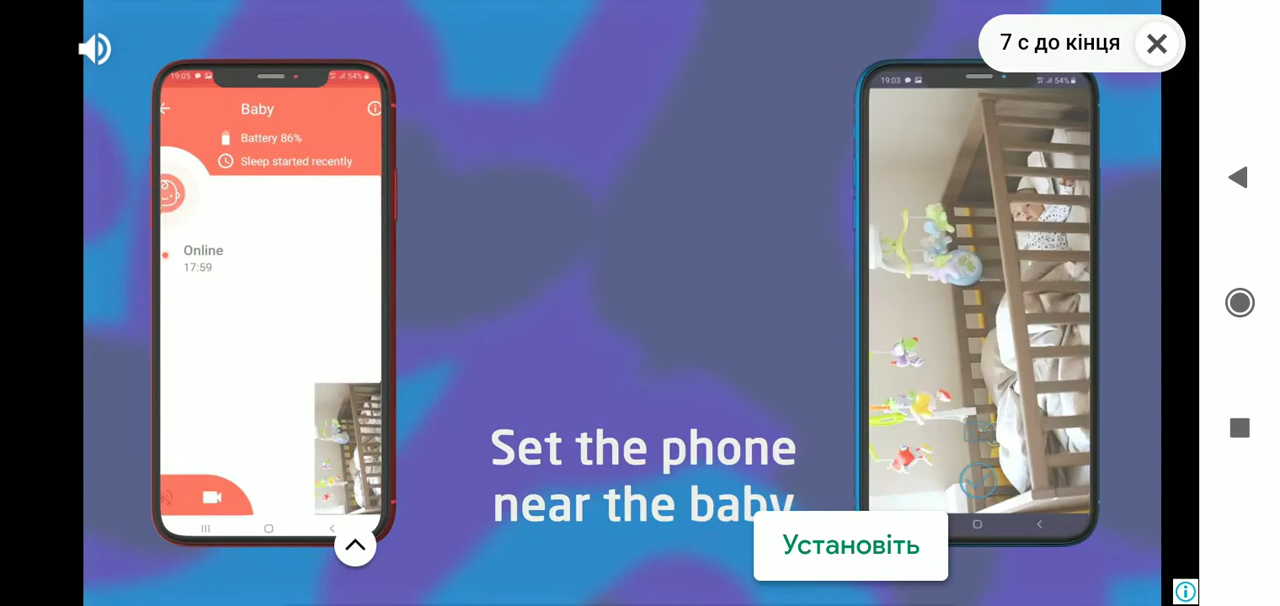 7 с до кінця
19:05
54%
Baby
Battery 86%
Sleep started recently
Online
17:59
19:03
54%
Set the phone
near the baby
Установіть